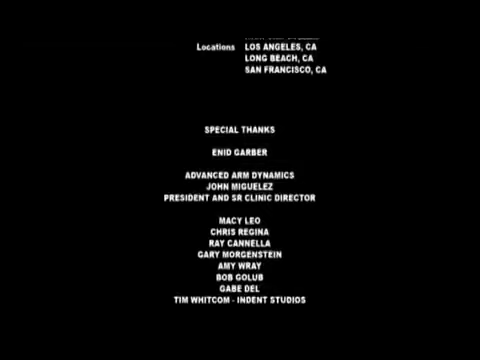 Locations LOS ANGELES, CA
LONG BEACH, CA
SAN FRANCISCO, CA
SPECIAL THANKS
ENID GARBER
ADVANCED ARM DYNAMICS
JOHN MIGUELEZ
PRESIDENT AND SR CLINIC DIRECTOR
MACY LEO
CHRIS REGINA
RAY CANNELLA
GARY MORGENSTEIN
AMY WRAY
BOB GOLUB
GABE DEL
TIM WHITCOM - INDENT STUDIOS